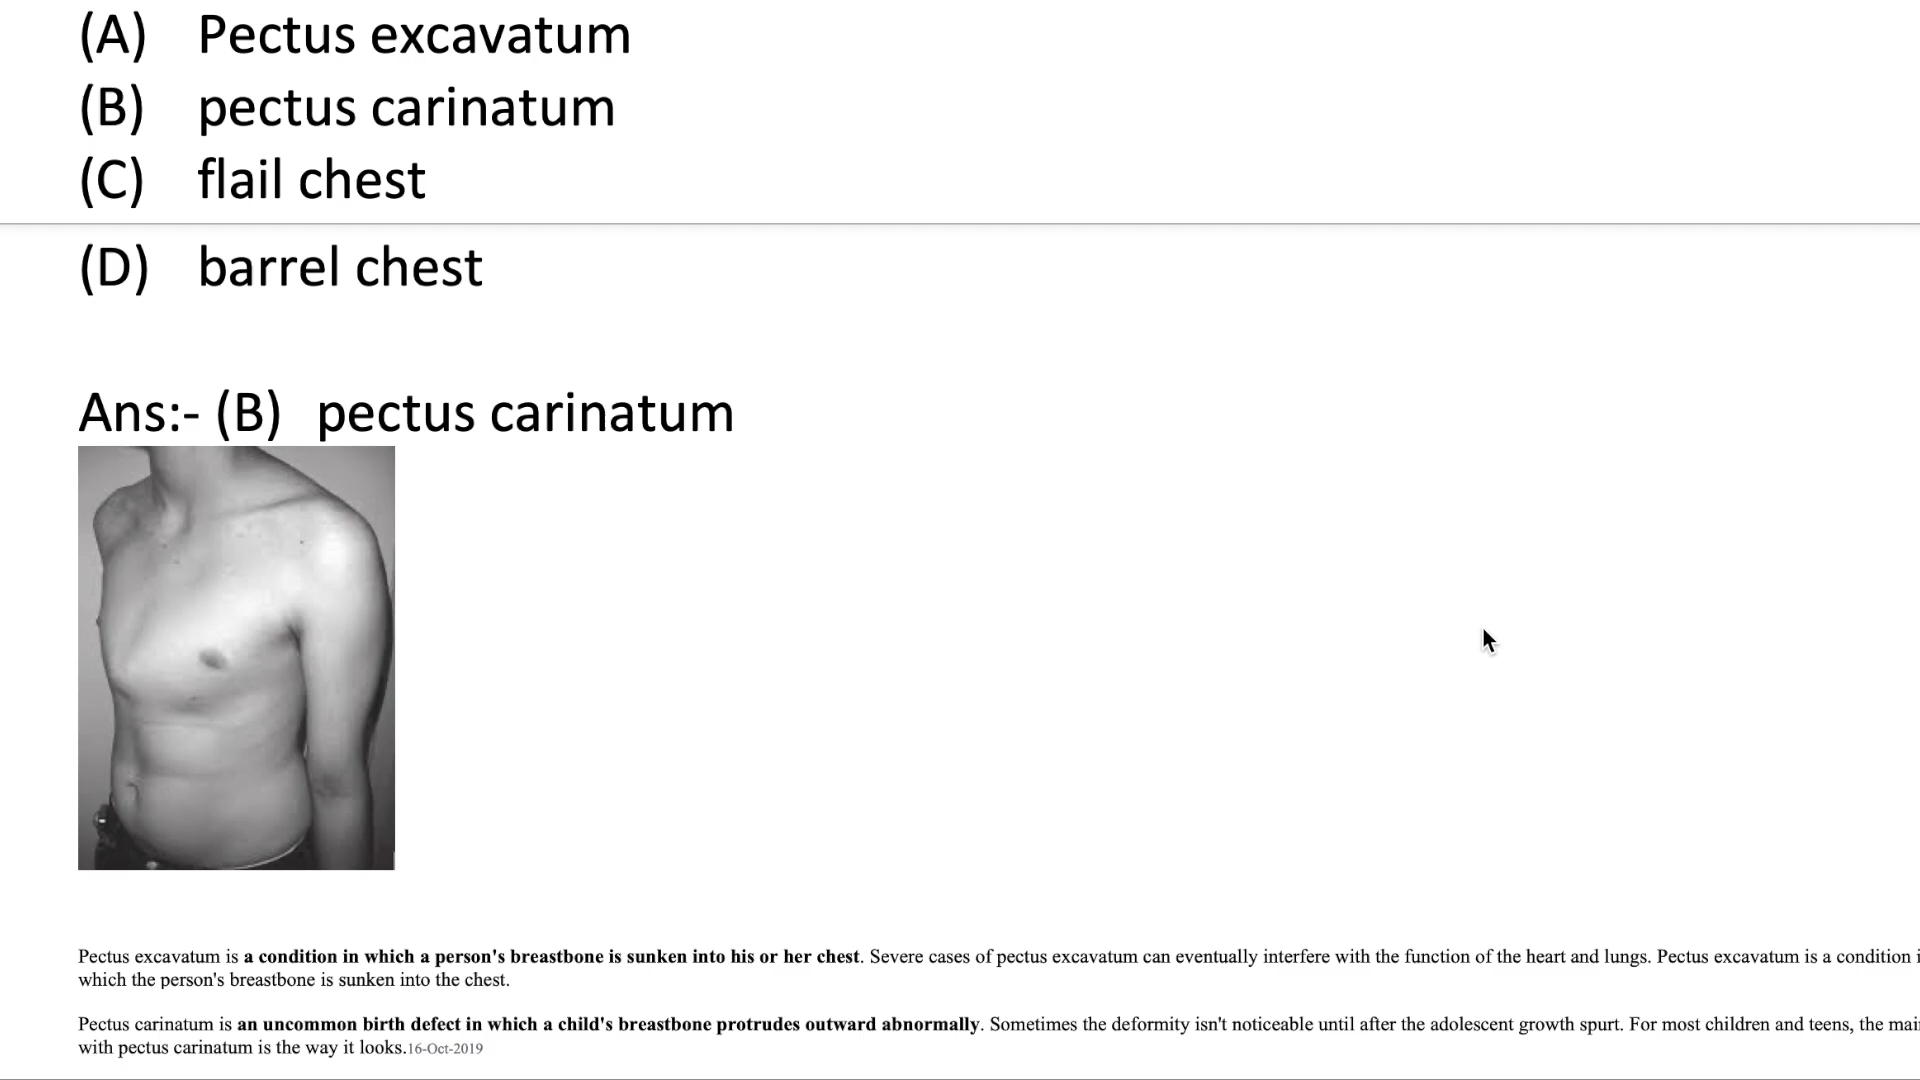 (A) Pectus excavatum
(B) pectus carinatum
(C) flail chest
(D) barrel chest
Ans:- (B) pectus carinatum
Pectus excavatum is a condition in which a person's breastbone is sunken into his or her chest. Severe cases of pectus excavatum can eventually interfere with the function of the heart and lungs. Pectus excavatum is a condition
which the person's breastbone is sunken into the chest.
Pectus carinatum is an uncommon birth defect in which a child's breastbone protrudes outward abnormally. Sometimes the deformity isn't noticeable until after the adolescent growth spurt. For most children and teens, the
with pectus carinatum is the way it looks.16-Oct-2019